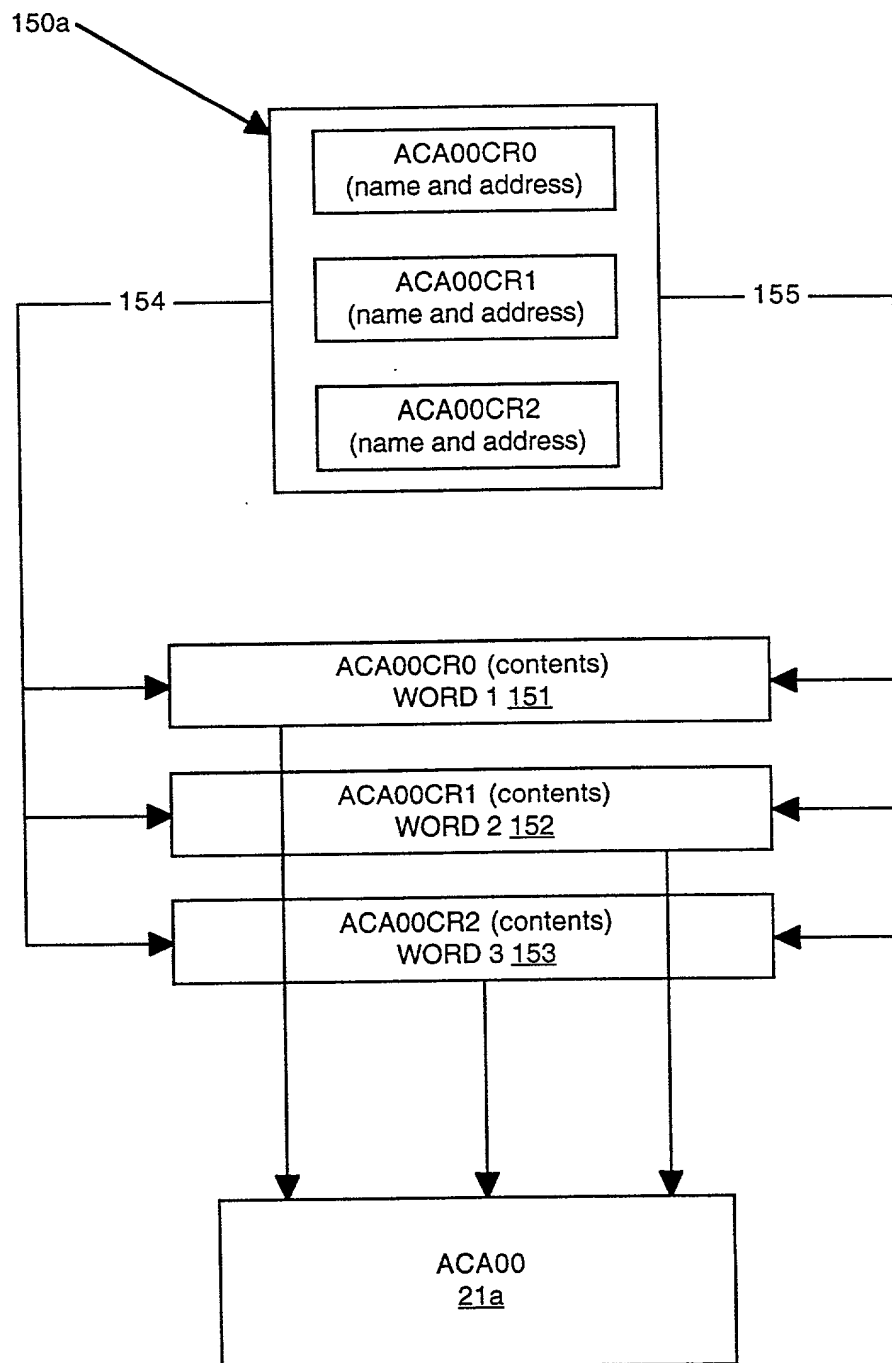 150a
ACA00CR0
(name and address)
ACA00CR1
(name and address)
154
155
ACA00CR2
(name and address)
ACA00CR0 (contents)
WORD 1 151
ACA00CR1 (contents)
WORD 2 152
ACA00CR2 (contents)
WORD 3 153
ACA00
21a